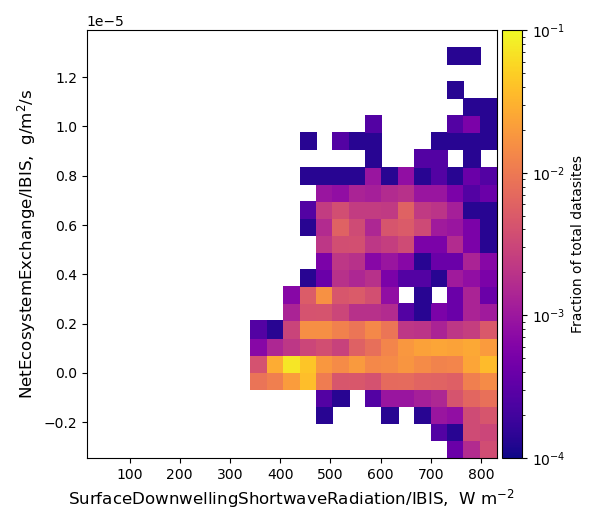 1e−5
1.2
1.0
0.8
0.6
0.4
0.2
0.0
−0.2
100 200 300 400 500 600 700 800
SurfaceDownwellingShortwaveRadiation/IBIS, W m⁻²
NetEcosystemExchange/IBIS, g/m²/s
10⁻¹
10⁻²
10⁻³
10⁻⁴
Fraction of total datasites